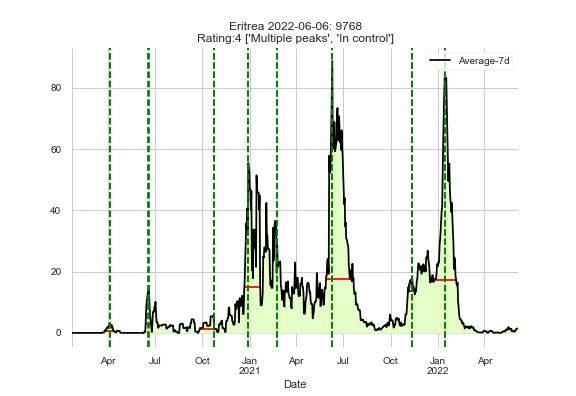 Eritrea 2022-06-06: 9768
Rating:4 ['Multiple peaks', 'In control']
Average-7d
80
60
40
20
0
Apr
Jul
Oct
Jan
2021
Apr
Jul
Oct
Jan
2022
Apr
Date